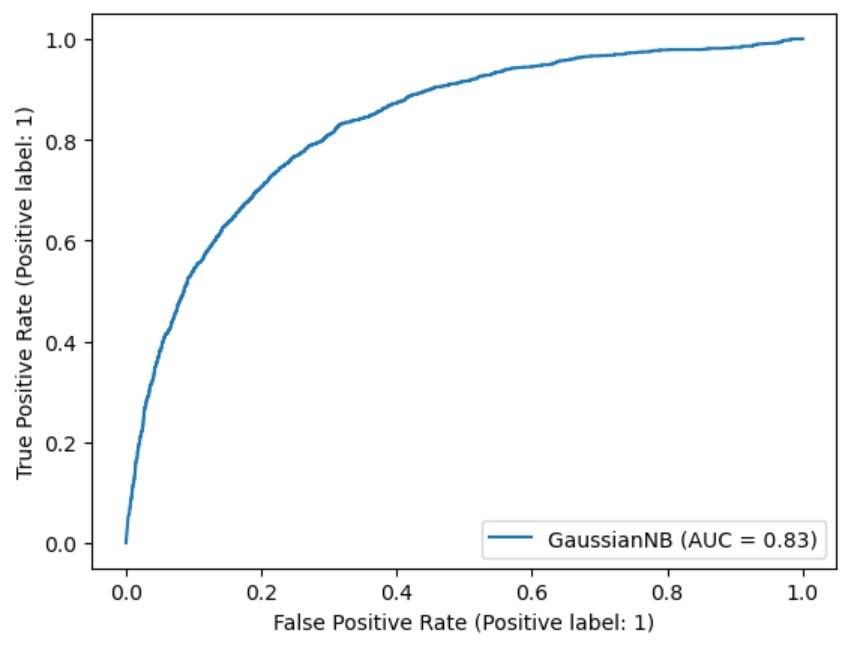 1.0
0.8
0.6
0.4
0.2
0.0
True Positive Rate (Positive label: 1)
GaussianNB (AUC = 0.83)
0.0 0.2 0.4 0.6 0.8 1.0
False Positive Rate (Positive label: 1)